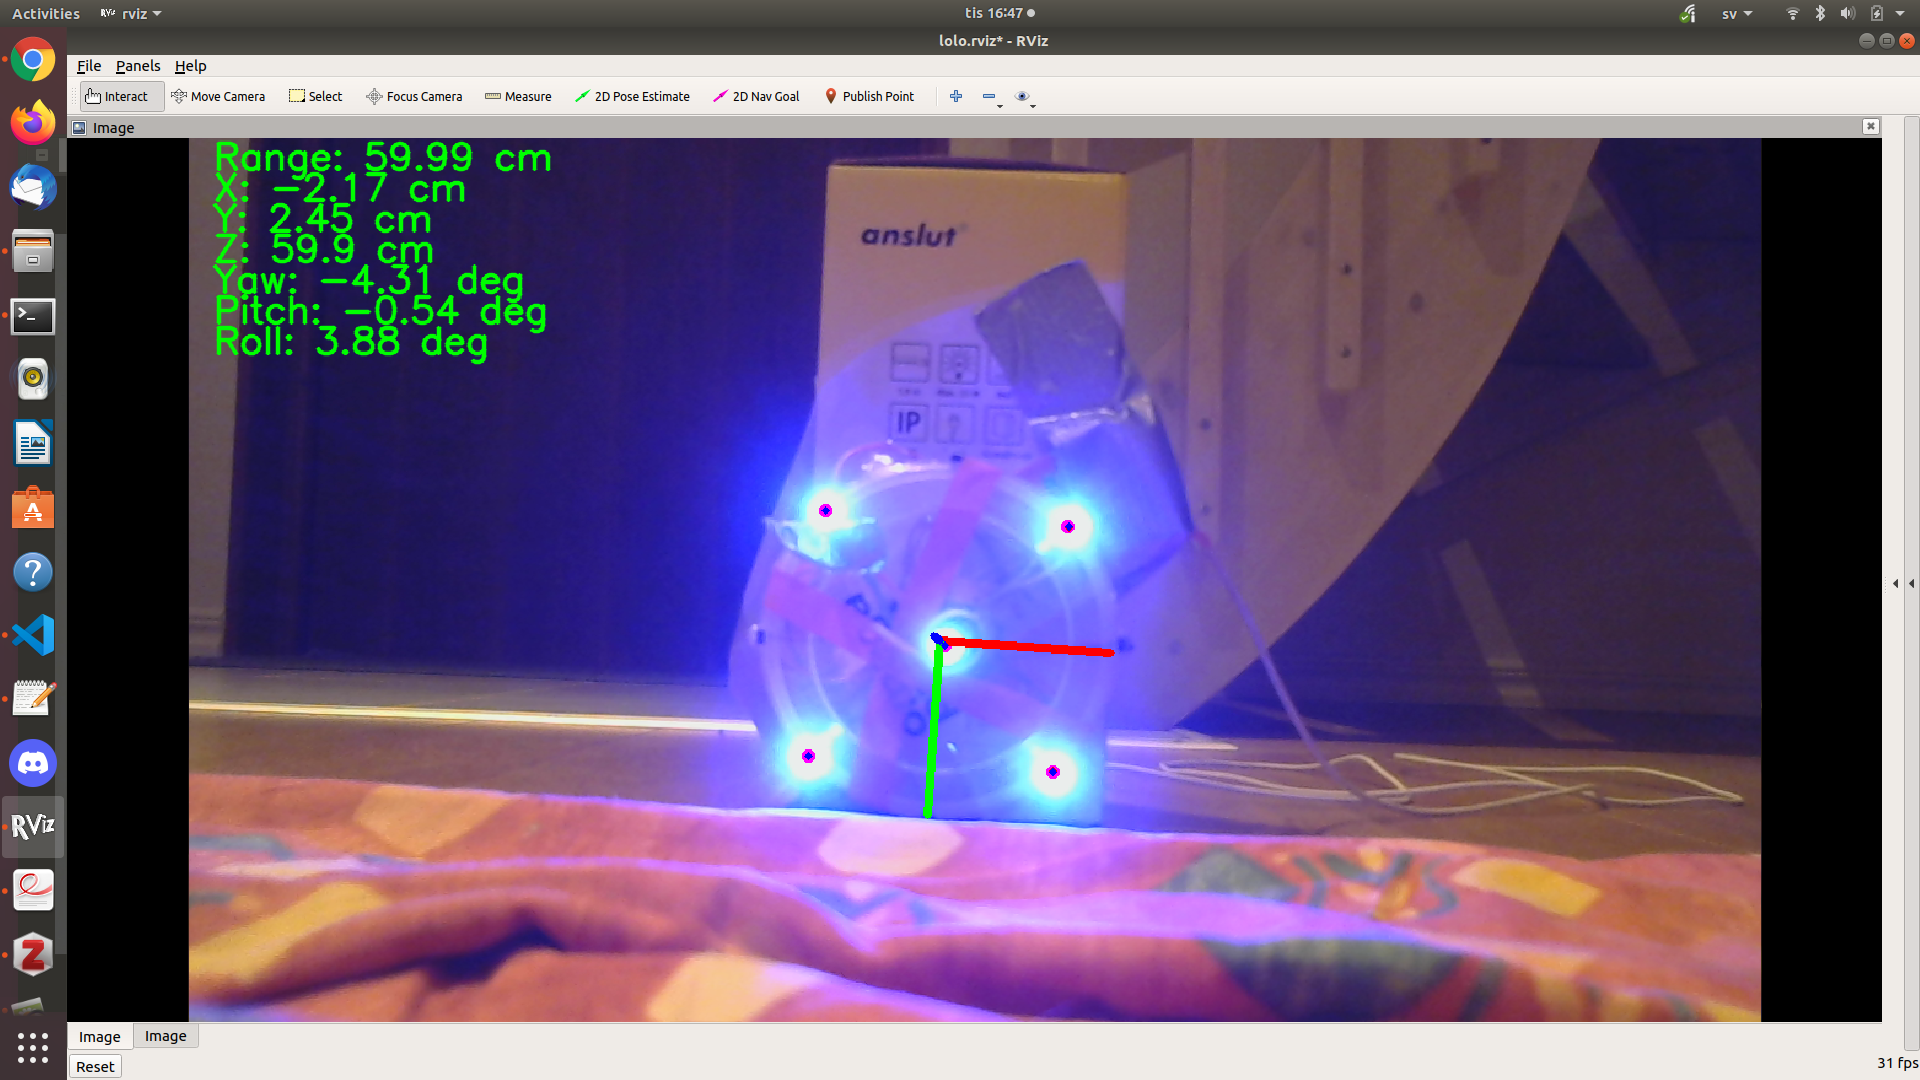 Activities
rviz
tis 16:47
sv
lolo.rviz* - RViz
File Panels Help
Interact Move Camera Select Focus Camera Measure 2D Pose Estimate 2D Nav Goal Publish Point
Image
Range: 59.99 cm
X: -2.17 cm
Y: 2.45 cm
Z: 59.9 cm
Yaw: -4.31 deg
Pitch: -0.54 deg
Roll: 3.88 deg
anslut
IP
RViz
Image Image
Reset
31 fps